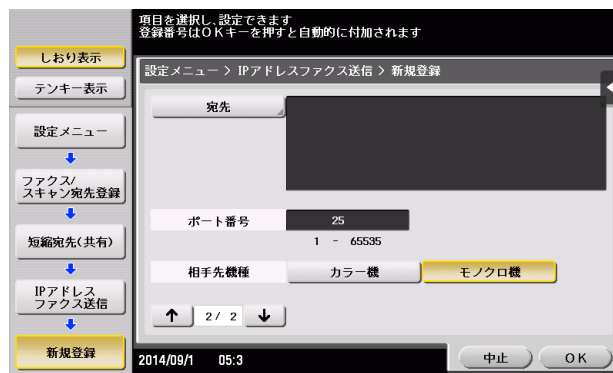 項目を選択し、設定できます
登録番号はOKキーを押すと自動的に付加されます
しおり表示
テンキー表示
設定メニュー
ファクス/
スキャン宛先登録
短縮宛先(共有)
IPアドレス
ファクス送信
新規登録
設定メニュー > IPアドレスファクス送信 > 新規登録
宛先
ポート番号
25
1 - 65535
相手先機種
カラー機
モノクロ機
↑ 2/ 2 ↓
2014/09/1 05:3
中止
OK